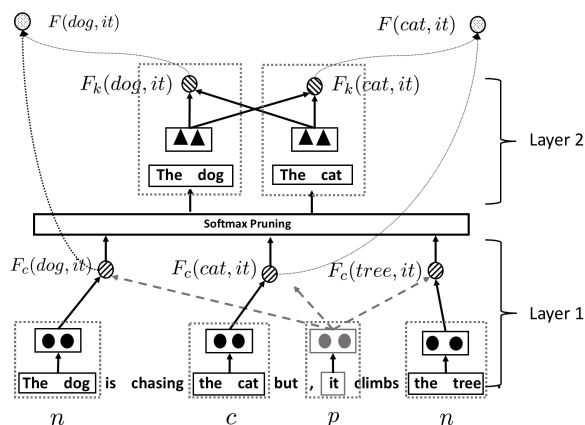 F(dog, it) F(cat, it)
F_k(dog, it) F_k(cat, it)
Layer 2
The dog The cat
Softmax Pruning
F_c(dog, it) F_c(cat, it) F_c(tree, it)
Layer 1
The dog is chasing the cat but , it climbs the tree
n c p n